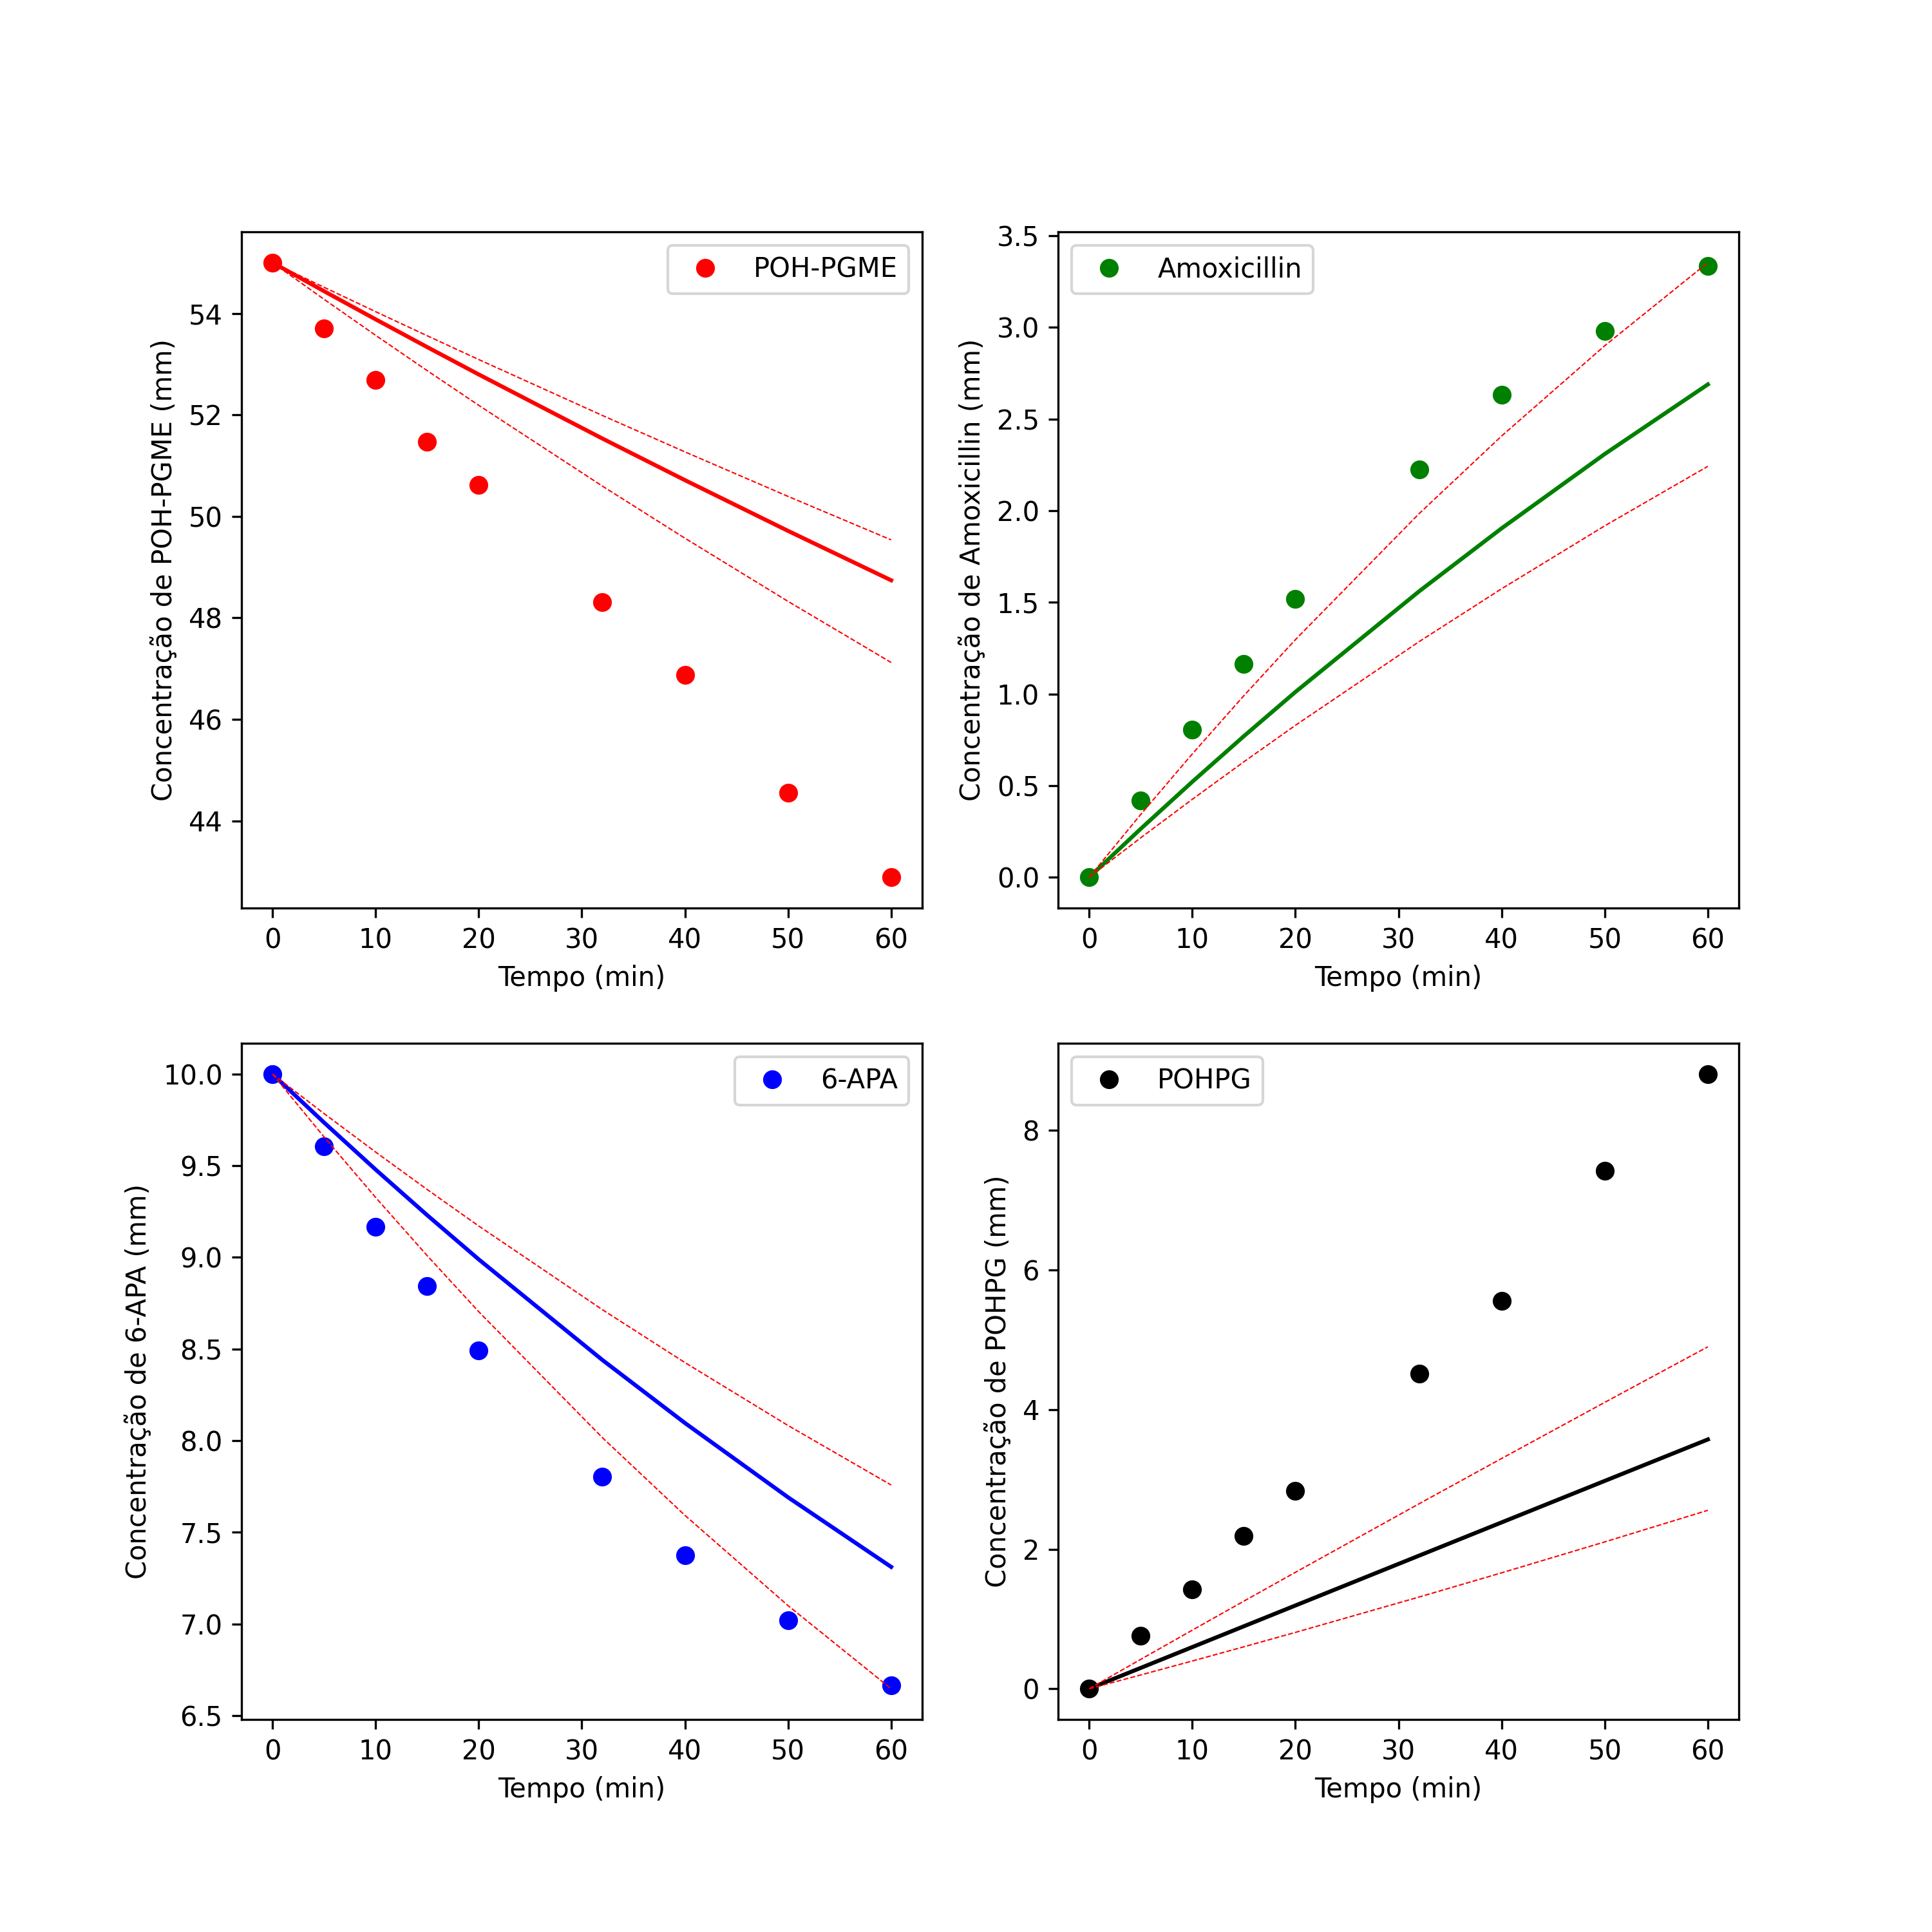 POH-PGME
Concentração de POH-PGME (mm)
54
52
50
48
46
44
0 10 20 30 40 50 60
Tempo (min)
Amoxicillin
Concentração de Amoxicillin (mm)
3.5
3.0
2.5
2.0
1.5
1.0
0.5
0.0
0 10 20 30 40 50 60
Tempo (min)
6-APA
Concentração de 6-APA (mm)
10.0
9.5
9.0
8.5
8.0
7.5
7.0
6.5
0 10 20 30 40 50 60
Tempo (min)
POHPG
Concentração de POHPG (mm)
8
6
4
2
0
0 10 20 30 40 50 60
Tempo (min)